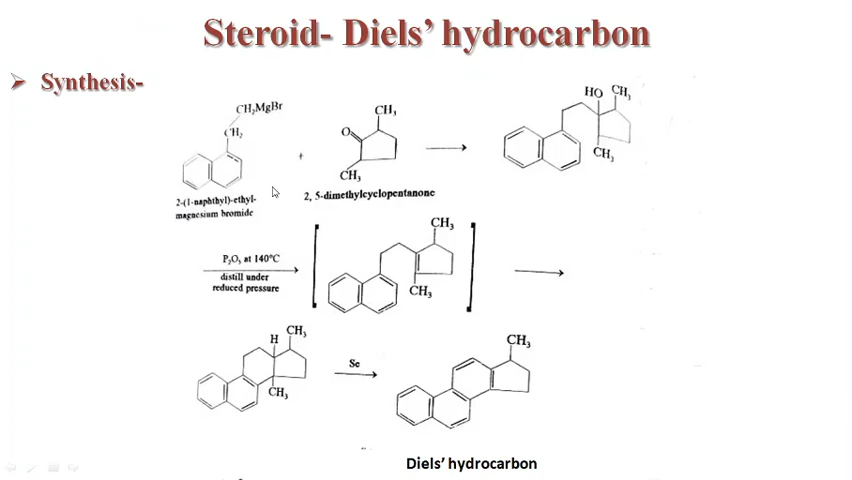 Steroid- Diels' hydrocarbon
➢ Synthesis-
CH₂MgBr
CH₂
+
O
CH₃
CH₃
HO
CH₃
CH₃
2-(1-naphthyl)-ethyl-
magnesium bromide
2, 5-dimethylcyclopentanone
P₂O₅ at 140°C
distill under
reduced pressure
CH₃
CH₃
H
CH₃
CH₃
Se
CH₃
Diels' hydrocarbon